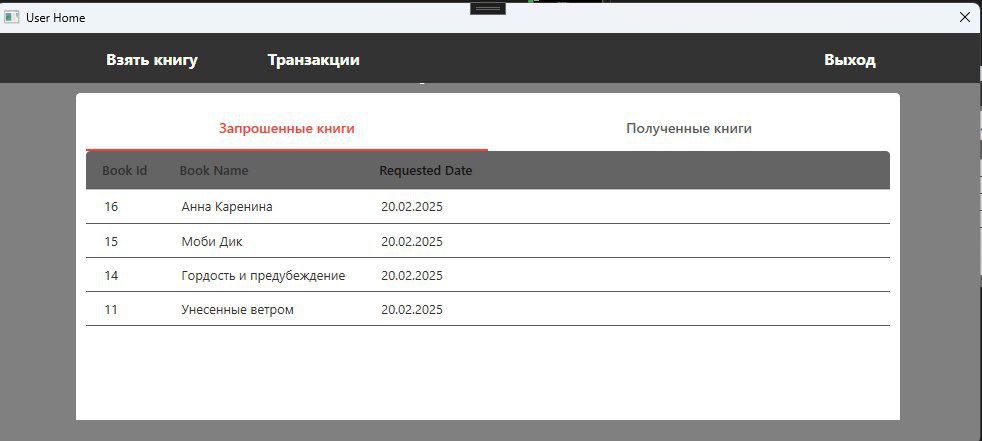 User Home
Взять книгу Транзакции Выход
Запрошенные книги Полученные книги
Book Id Book Name Requested Date
16 Анна Каренина 20.02.2025
15 Моби Дик 20.02.2025
14 Гордость и предубеждение 20.02.2025
11 Унесенные ветром 20.02.2025